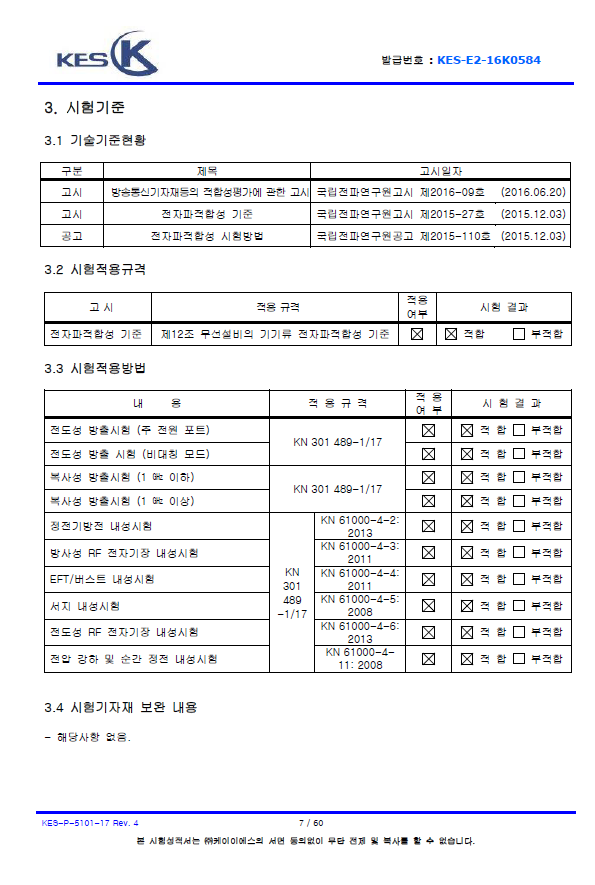 KES K
발급번호 : KES-E2-16K0584
3. 시험기준
3.1 기술기준현황
구분 제목 고시일자
고시 방송통신기자재등의 적합성평가에 관한 고시 국립전파연구원고시 제2016-09호 (2016.06.20)
고시 전자파적합성 기준 국립전파연구원고시 제2015-27호 (2015.12.03)
공고 전자파적합성 시험방법 국립전파연구원공고 제2015-110호 (2015.12.03)
3.2 시험적용규격
고 시 적용 규격 적용 여부 시험 결과
전자파적합성 기준 제12조 무선설비의 기기류 전자파적합성 기준 ☒ ☒ 적합 ☐ 부적합
3.3 시험적용방법
내 용 적 용 규 격 적 용 여 부 시 험 결 과
전도성 방출시험 (주 전원 포트) KN 301 489-1/17 ☒ ☒ 적 합 ☐ 부적합
전도성 방출 시험 (비대칭 모드) ☒ ☒ 적 합 ☐ 부적합
복사성 방출시험 (1 ㎓ 이하) KN 301 489-1/17 ☒ ☒ 적 합 ☐ 부적합
복사성 방출시험 (1 ㎓ 이상) ☒ ☒ 적 합 ☐ 부적합
정전기방전 내성시험 KN 301 489 -1/17 KN 61000-4-2: 2013 ☒ ☒ 적 합 ☐ 부적합
방사성 RF 전자기장 내성시험 KN 61000-4-3: 2011 ☒ ☒ 적 합 ☐ 부적합
EFT/버스트 내성시험 KN 61000-4-4: 2011 ☒ ☒ 적 합 ☐ 부적합
서지 내성시험 KN 61000-4-5: 2008 ☒ ☒ 적 합 ☐ 부적합
전도성 RF 전자기장 내성시험 KN 61000-4-6: 2013 ☒ ☒ 적 합 ☐ 부적합
전압 강하 및 순간 정전 내성시험 KN 61000-4-11: 2008 ☒ ☒ 적 합 ☐ 부적합
3.4 시험기자재 보완 내용
- 해당사항 없음.
KES-P-5101-17 Rev. 4 7 / 60
본 시험성적서는 ㈜케이이에스의 서면 동의없이 무단 전제 및 복사를 할 수 없습니다.